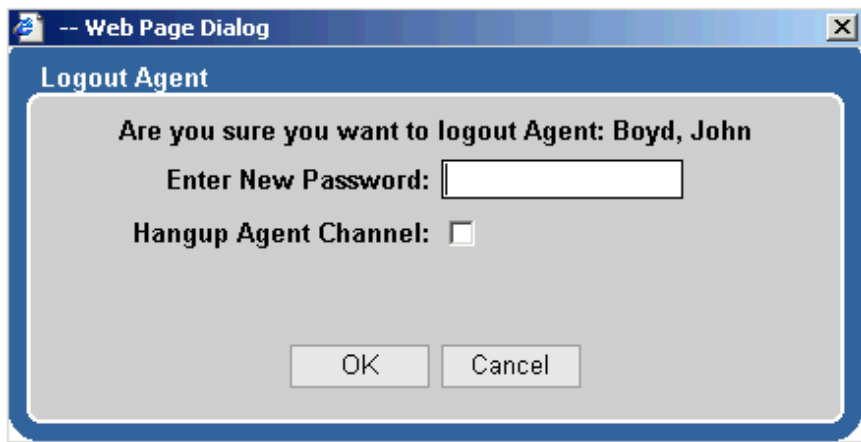 -- Web Page Dialog
Logout Agent
Are you sure you want to logout Agent: Boyd, John
Enter New Password:
Hangup Agent Channel:
OK Cancel